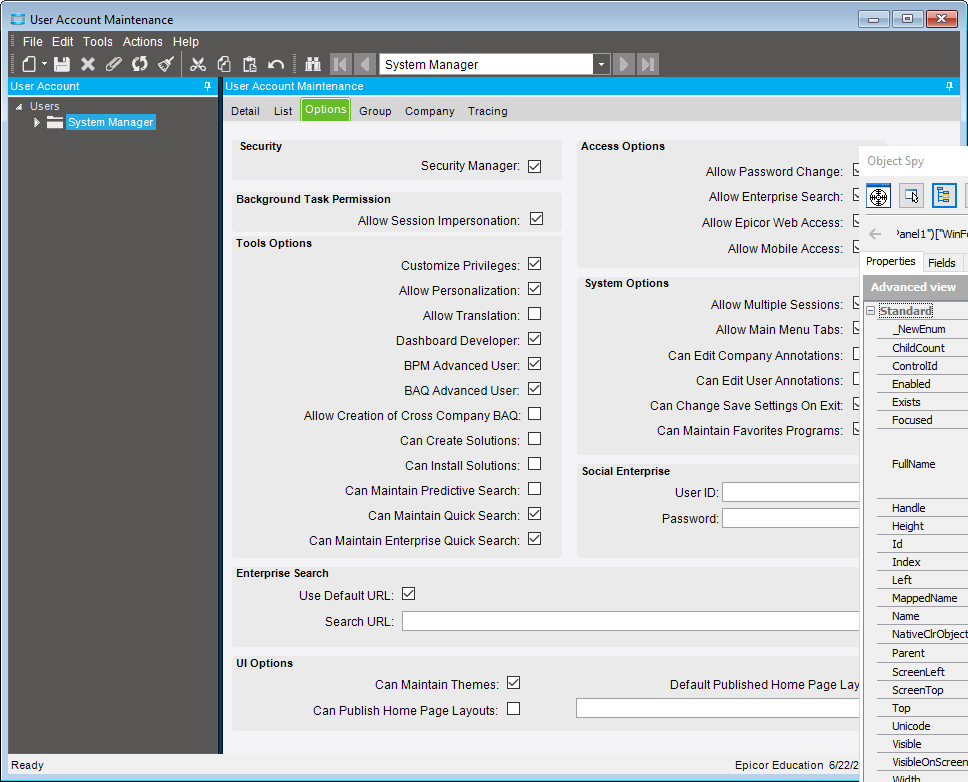 User Account Maintenance
File Edit Tools Actions Help
System Manager
User Account
User Account Maintenance
Users
System Manager
Detail List Options Group Company Tracing
Security
Security Manager:
Background Task Permission
Allow Session Impersonation:
Tools Options
Customize Privileges:
Allow Personalization:
Allow Translation:
Dashboard Developer:
BPM Advanced User:
BAQ Advanced User:
Allow Creation of Cross Company BAQ:
Can Create Solutions:
Can Install Solutions:
Can Maintain Predictive Search:
Can Maintain Quick Search:
Can Maintain Enterprise Quick Search:
Access Options
Allow Password Change:
Allow Enterprise Search:
Allow Epicor Web Access:
Allow Mobile Access:
System Options
Allow Multiple Sessions:
Allow Main Menu Tabs:
Can Edit Company Annotations:
Can Edit User Annotations:
Can Change Save Settings On Exit:
Can Maintain Favorites Programs:
Social Enterprise
User ID:
Password:
Enterprise Search
Use Default URL:
Search URL:
UI Options
Can Maintain Themes:
Can Publish Home Page Layouts:
Default Published Home Page Lay
Object Spy
Panel1")["WinFo
Properties Fields
Advanced view
Standard
_NewEnum
ChildCount
ControlId
Enabled
Exists
Focused
FullName
Handle
Height
Id
Index
Left
MappedName
Name
NativeClrObject
Parent
ScreenLeft
ScreenTop
Top
Unicode
Visible
VisibleOnScreen
Width
Ready
Epicor Education 6/22/2